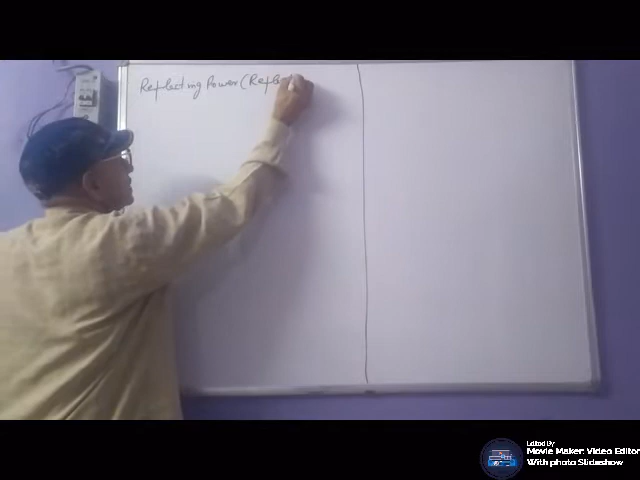 Reflecting Power (Refle
Edited By
Movie Maker: Video Editor
With photo Slideshow